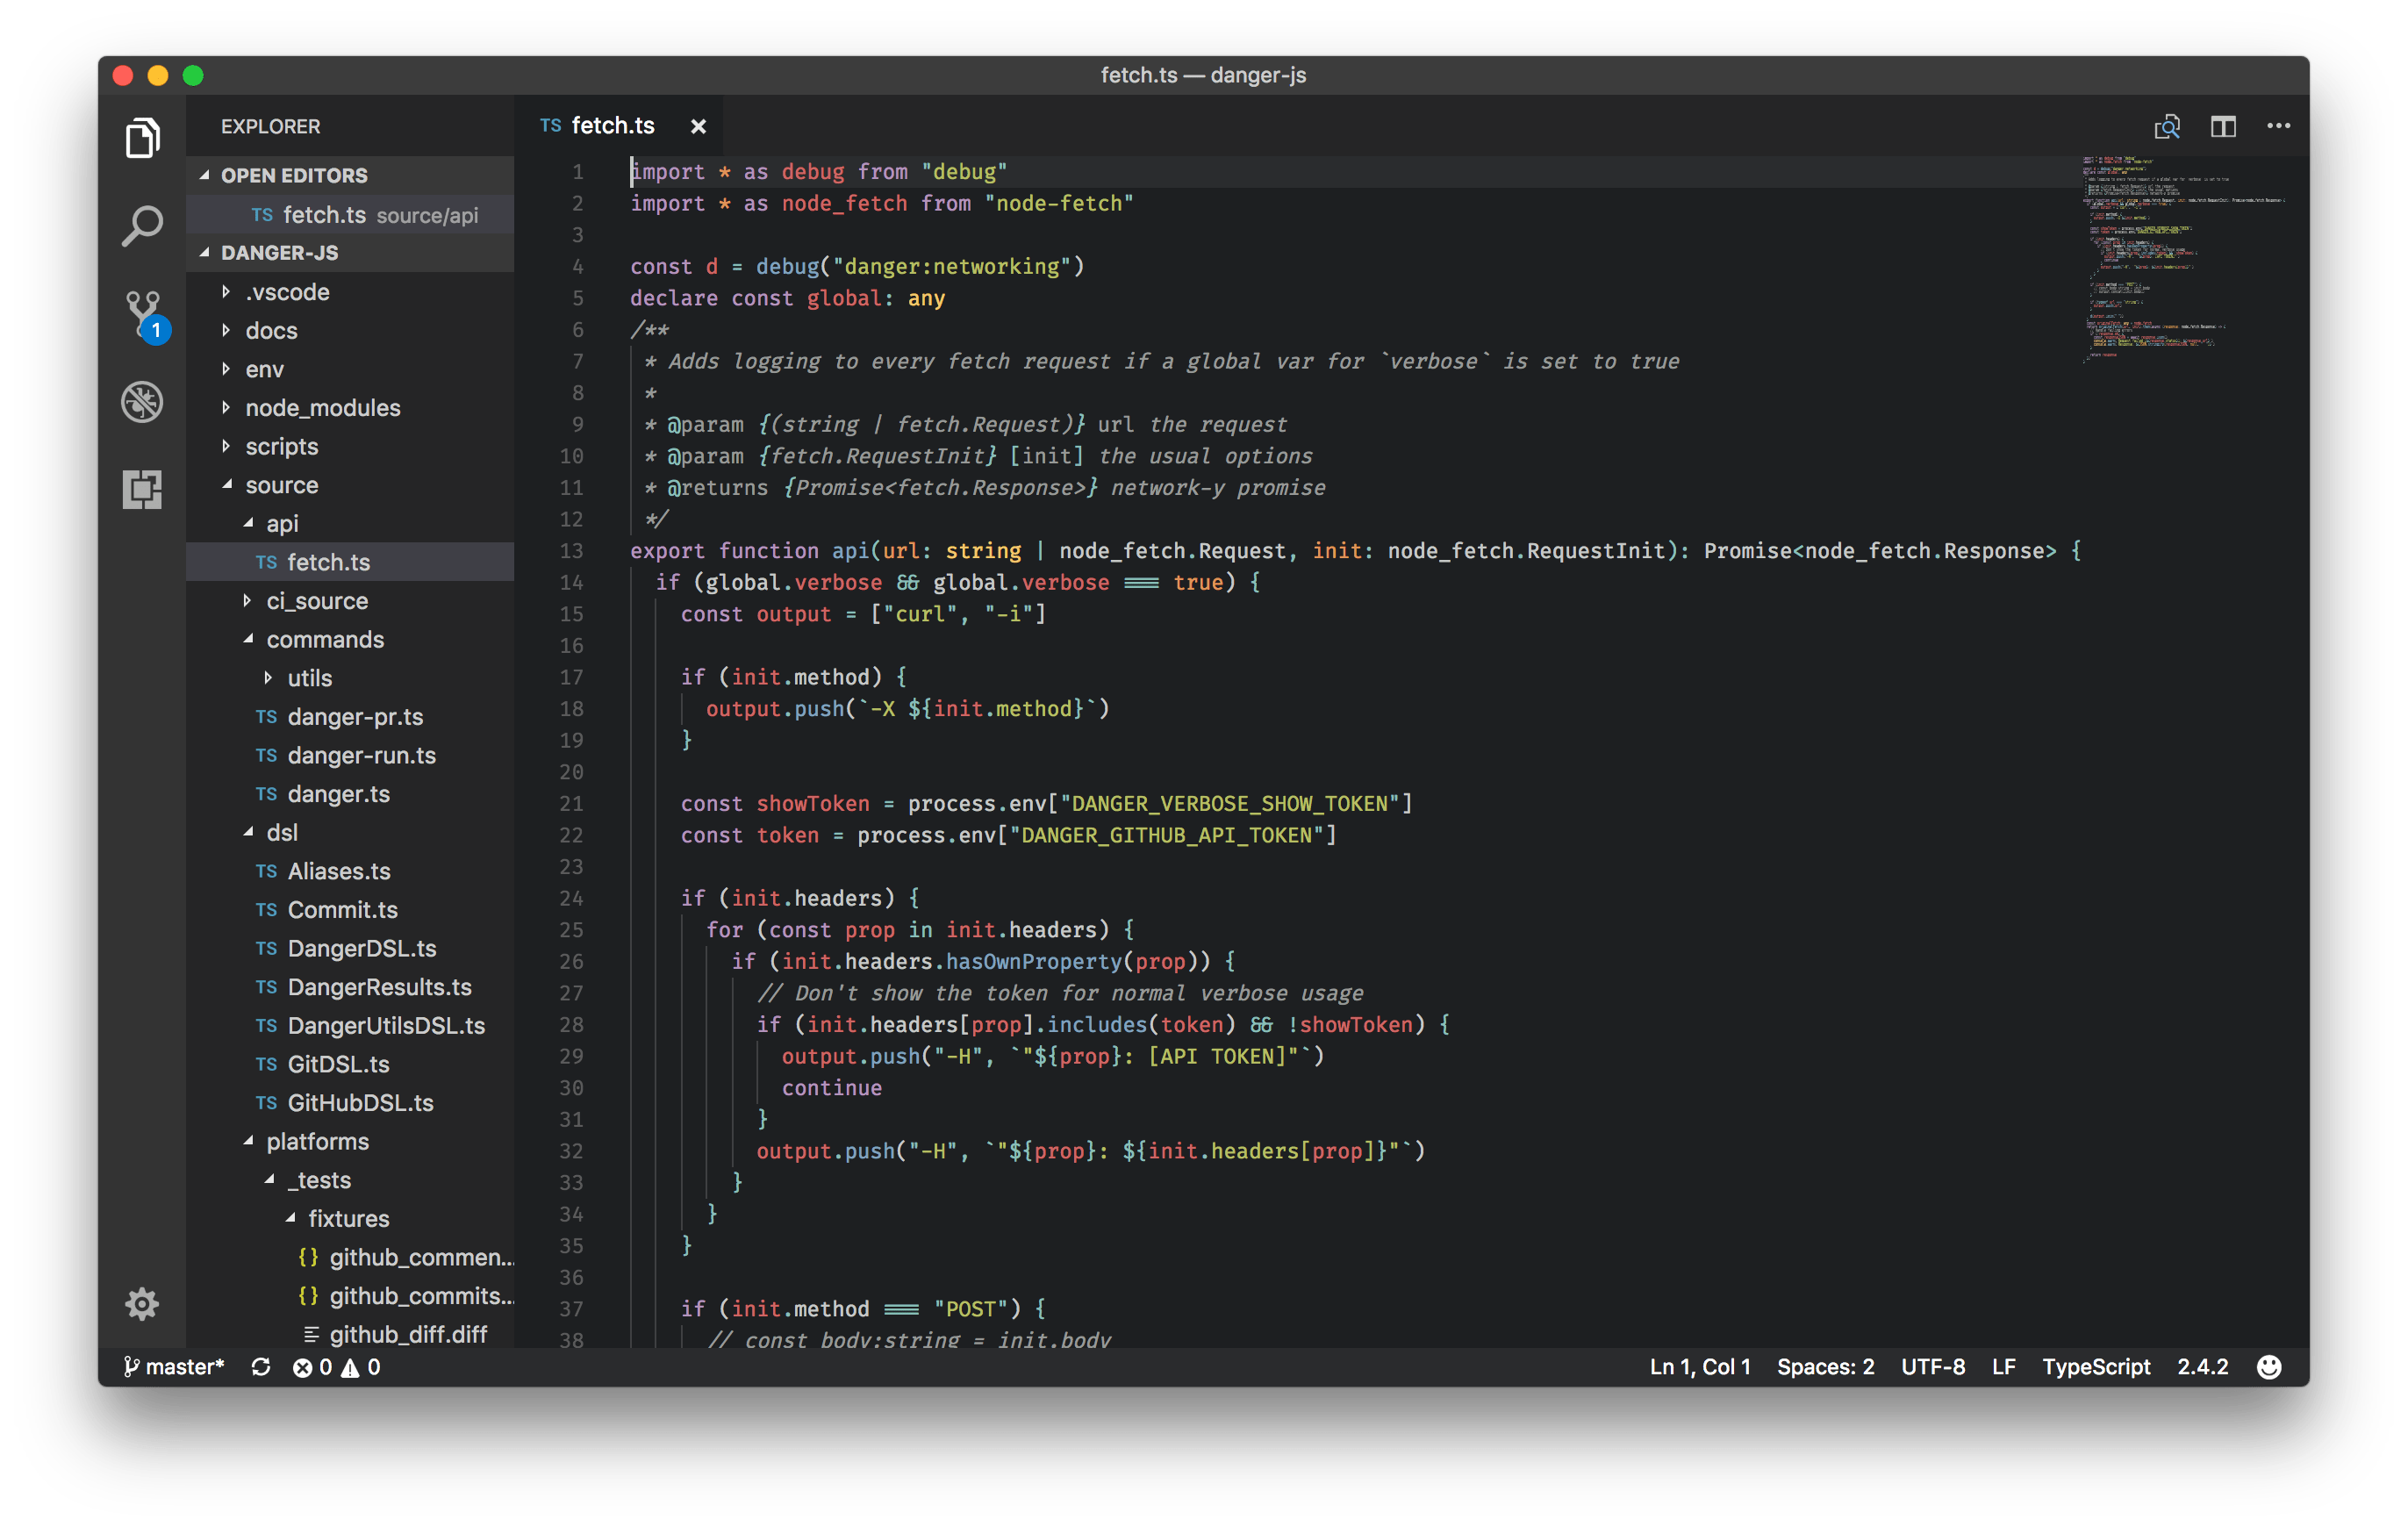 fetch.ts — danger-js
EXPLORER
OPEN EDITORS
TS fetch.ts source/api
DANGER-JS
.vscode
docs
env
node_modules
scripts
source
api
TS fetch.ts
ci_source
commands
utils
TS danger-pr.ts
TS danger-run.ts
TS danger.ts
dsl
TS Aliases.ts
TS Commit.ts
TS DangerDSL.ts
TS DangerResults.ts
TS DangerUtilsDSL.ts
TS GitDSL.ts
TS GitHubDSL.ts
platforms
_tests
fixtures
{} github_commen...
{} github_commits...
github_diff.diff
1
TS fetch.ts
1 import * as debug from "debug"
2 import * as node_fetch from "node-fetch"
3
4 const d = debug("danger:networking")
5 declare const global: any
6 /**
7 * Adds logging to every fetch request if a global var for `verbose` is set to true
8 *
9 * @param {(string | fetch.Request)} url the request
10 * @param {fetch.RequestInit} [init] the usual options
11 * @returns {Promise<fetch.Response>} network-y promise
12 */
13 export function api(url: string | node_fetch.Request, init: node_fetch.RequestInit): Promise<node_fetch.Response> {
14 if (global.verbose && global.verbose === true) {
15 const output = ["curl", "-i"]
16
17 if (init.method) {
18 output.push(`-X ${init.method}`)
19 }
20
21 const showToken = process.env["DANGER_VERBOSE_SHOW_TOKEN"]
22 const token = process.env["DANGER_GITHUB_API_TOKEN"]
23
24 if (init.headers) {
25 for (const prop in init.headers) {
26 if (init.headers.hasOwnProperty(prop)) {
27 // Don't show the token for normal verbose usage
28 if (init.headers[prop].includes(token) && !showToken) {
29 output.push("-H", `"${prop}: [API TOKEN]"`)
30 continue
31 }
32 output.push("-H", `"${prop}: ${init.headers[prop]}"`)
33 }
34 }
35 }
36
37 if (init.method === "POST") {
38 // const body:string = init.body
master* 0 0
Ln 1, Col 1 Spaces: 2 UTF-8 LF TypeScript 2.4.2